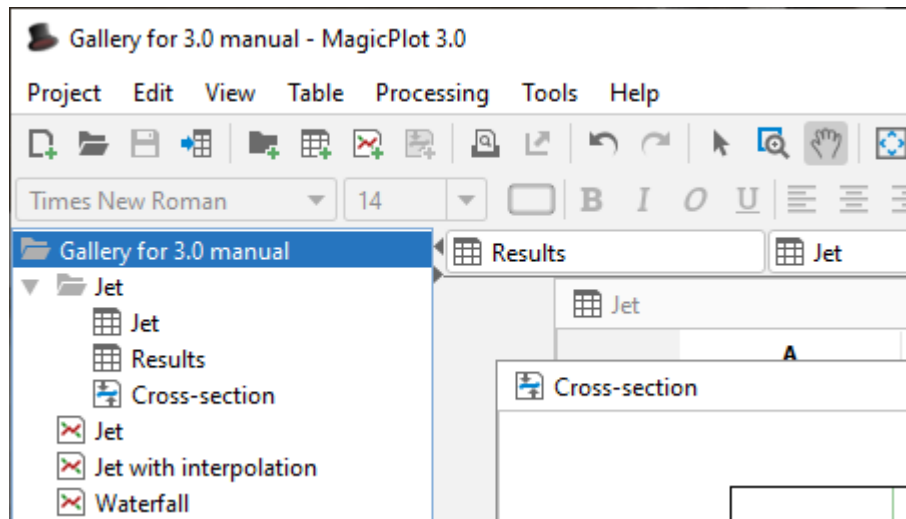 Gallery for 3.0 manual - MagicPlot 3.0
Project Edit View Table Processing Tools Help
Times New Roman 14 B I O U
Gallery for 3.0 manual
Results Jet
Jet
Jet
Jet
A
Results
Cross-section
Cross-section
Jet
Jet with interpolation
Waterfall